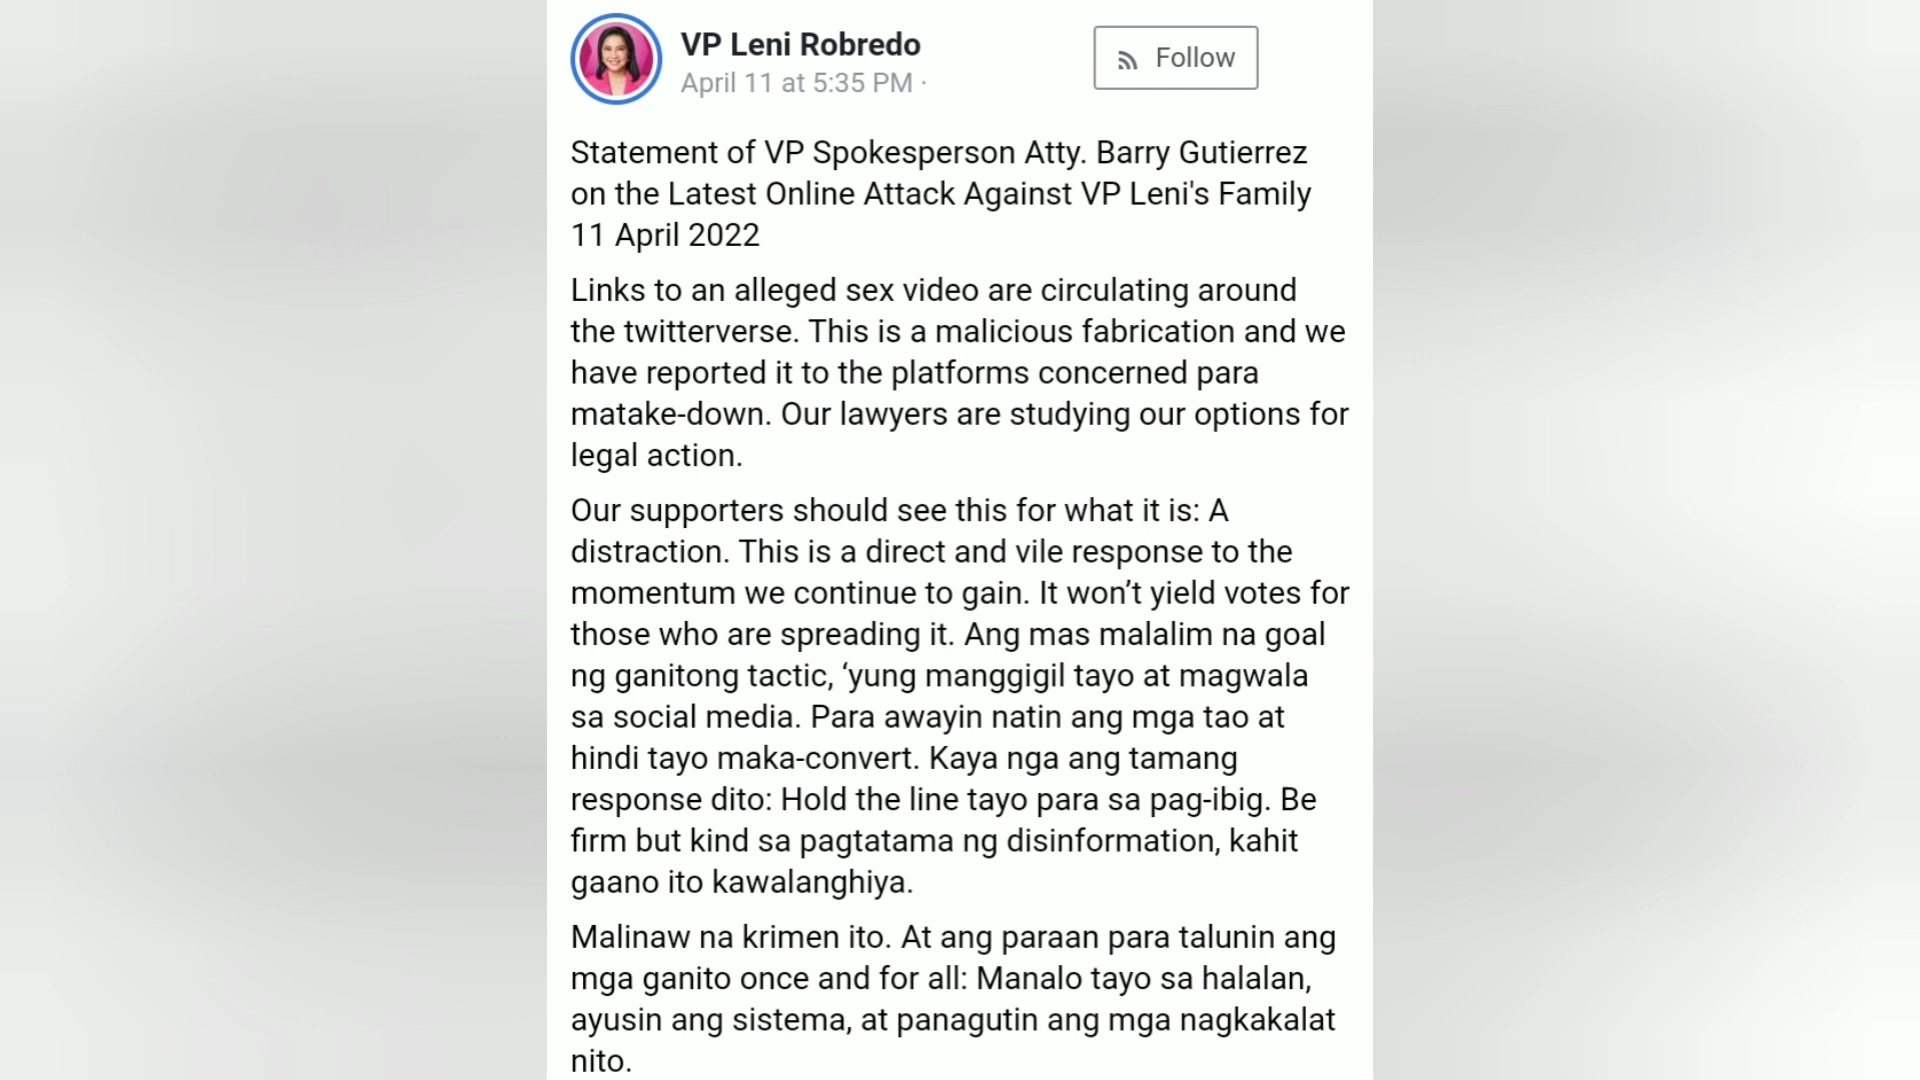 VP Leni Robredo
April 11 at 5:35 PM ·
Follow
Statement of VP Spokesperson Atty. Barry Gutierrez
on the Latest Online Attack Against VP Leni's Family
11 April 2022
Links to an alleged sex video are circulating around
the twitterverse. This is a malicious fabrication and we
have reported it to the platforms concerned para
matake-down. Our lawyers are studying our options for
legal action.
Our supporters should see this for what it is: A
distraction. This is a direct and vile response to the
momentum we continue to gain. It won’t yield votes for
those who are spreading it. Ang mas malalim na goal
ng ganitong tactic, ‘yung manggigil tayo at magwala
sa social media. Para awayin natin ang mga tao at
hindi tayo maka-convert. Kaya nga ang tamang
response dito: Hold the line tayo para sa pag-ibig. Be
firm but kind sa pagtatama ng disinformation, kahit
gaano ito kawalanghiya.
Malinaw na krimen ito. At ang paraan para talunin ang
mga ganito once and for all: Manalo tayo sa halalan,
ayusin ang sistema, at panagutin ang mga nagkakalat
nito.